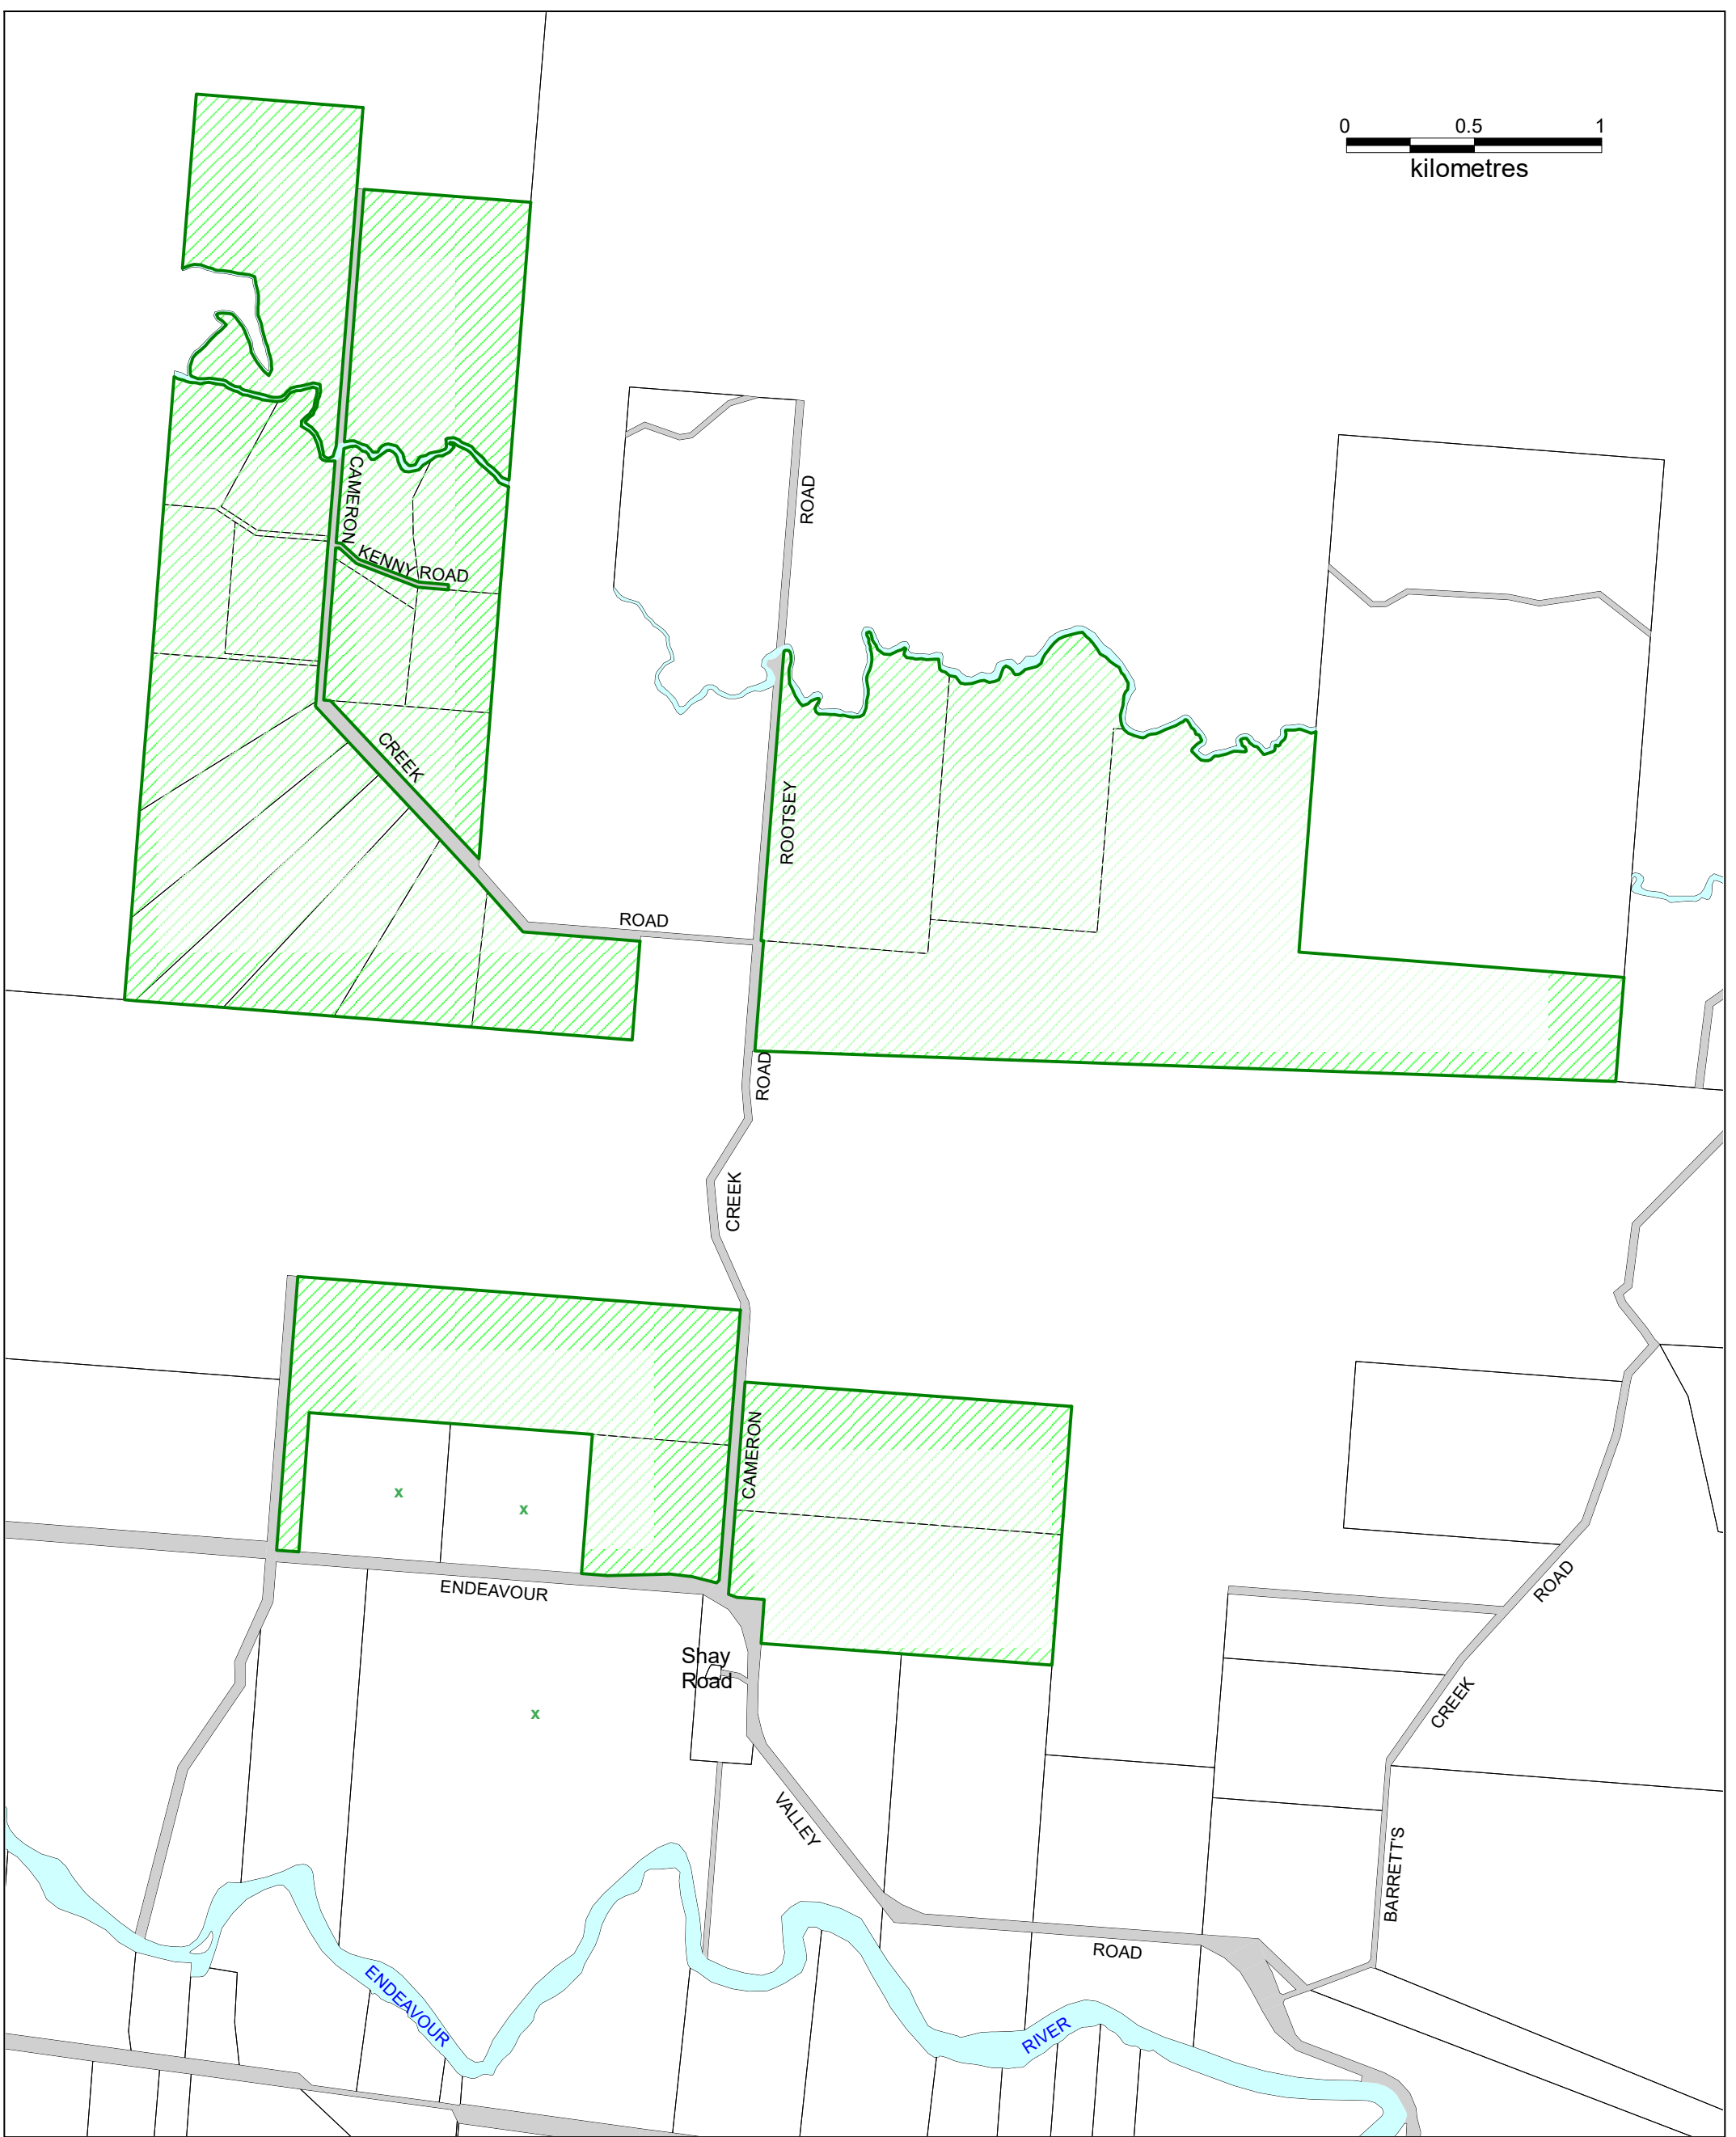 0 0.5 1
kilometres
CAMERON
ROAD
KENNY ROAD
CREEK
ROOTSEY
ROAD
ROAD
CREEK
CAMERON
ENDEAVOUR
ROAD
Shay
Road
CREEK
VALLEY
BARRETT'S
ROAD
ENDEAVOUR
RIVER
x
x
x